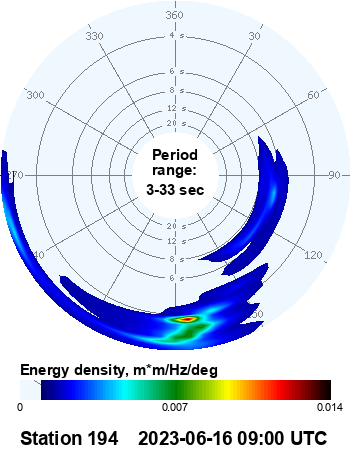 360
330
30
4 s
300
60
6 s
8 s
12 s
20 s
Period
range:
3-33 sec
270
90
20 s
12 s
8 s
6 s
120
Energy density, m*m/Hz/deg
0
0.007
0.014
Station 194 2023-06-16 09:00 UTC